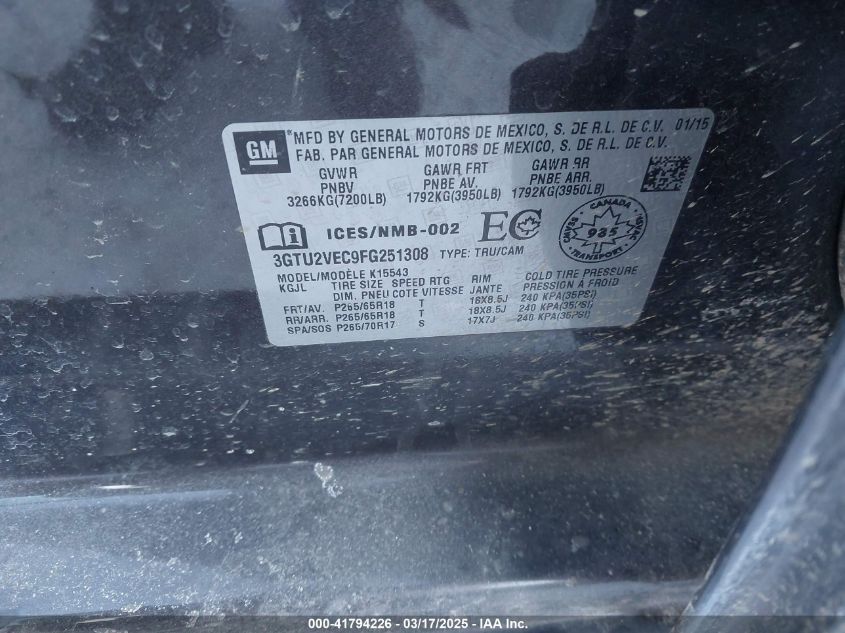 GM
MFD BY GENERAL MOTORS DE MEXICO, S. DE R.L. DE C.V. 01/15
FAB. PAR GENERAL MOTORS DE MEXICO, S. DE R.L. DE C.V.
GVWR GAWR FRT GAWR RR
PNBV PNBE AV. PNBE ARR.
3266KG(7200LB) 1792KG(3950LB) 1792KG(3950LB)
ICES/NMB-002 EC
CANADA
935
TRANSPORT
3GTU2VEC9FG251308 TYPE: TRU/CAM
MODEL/MODÈLE K15543
KGJL TIRE SIZE SPEED RTG RIM COLD TIRE PRESSURE
DIM. PNEU COTE VITESSE JANTE PRESSION A FROID
FRT/AV. P265/65R18 T 18X8.5J 240 KPA(35PSI)
RR/ARR. P265/65R18 T 18X8.5J 240 KPA(35PSI)
SPA/SOS P265/70R17 S 17X7J 240 KPA(35PSI)
000-41794226 - 03/17/2025 - IAA Inc.